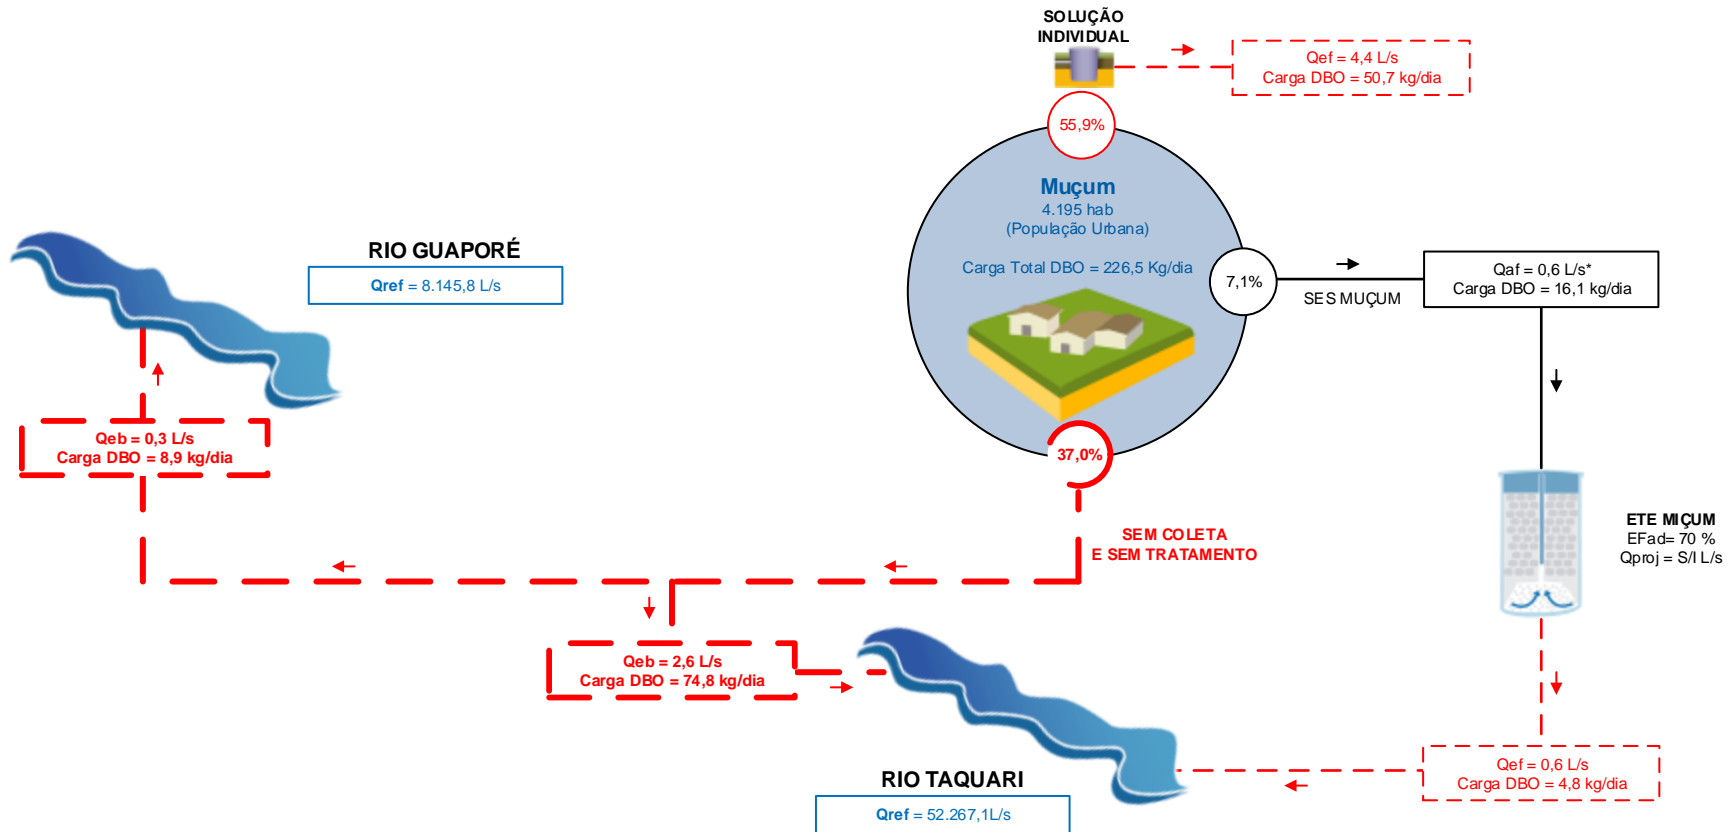 SOLUÇÃO
INDIVIDUAL
Qef = 4,4 L/s
Carga DBO = 50,7 kg/dia
55,9%
Muçum
4.195 hab
(População Urbana)
Carga Total DBO = 226,5 Kg/dia
7,1%
SES MUÇUM
Qaf = 0,6 L/s*
Carga DBO = 16,1 kg/dia
RIO GUAPORÉ
Qref = 8.145,8 L/s
Qeb = 0,3 L/s
Carga DBO = 8,9 kg/dia
37,0%
SEM COLETA
E SEM TRATAMENTO
ETE MIÇUM
EFad= 70 %
Qproj = S/I L/s
Qeb = 2,6 L/s
Carga DBO = 74,8 kg/dia
RIO TAQUARI
Qref = 52.267,1L/s
Qef = 0,6 L/s
Carga DBO = 4,8 kg/dia